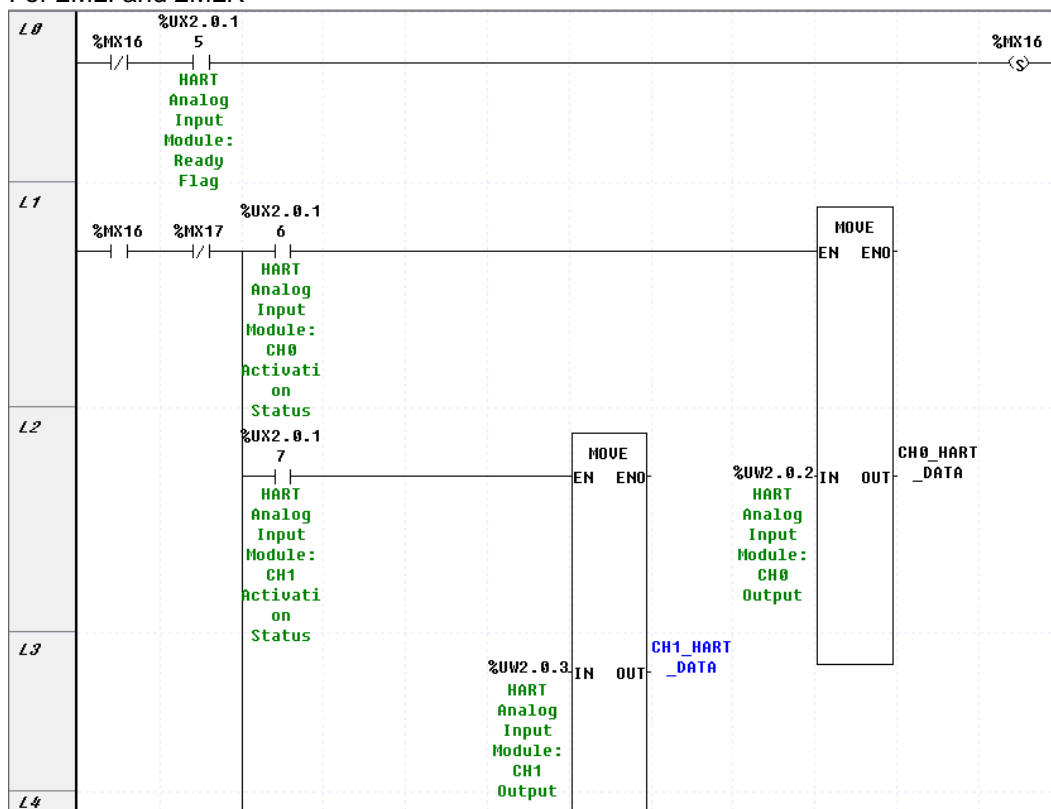 For and
L0
%UX2.0.1
%MX16 5 %MX16
S
HART
Analog
Input
Module:
Ready
Flag
L1
%UX2.0.1
%MX16 %MX17 6
HART
Analog
Input
Module:
CH0
Activati
on
Status
MOVE
EN ENO
%UW2.0.2 IN OUT CH0_HART
_DATA
HART
Analog
Input
Module:
CH0
Output
L2
%UX2.0.1
7
HART
Analog
Input
Module:
CH1
Activati
on
Status
MOVE
EN ENO
L3
%UW2.0.3 IN OUT CH1_HART
_DATA
HART
Analog
Input
Module:
CH1
Output
L4